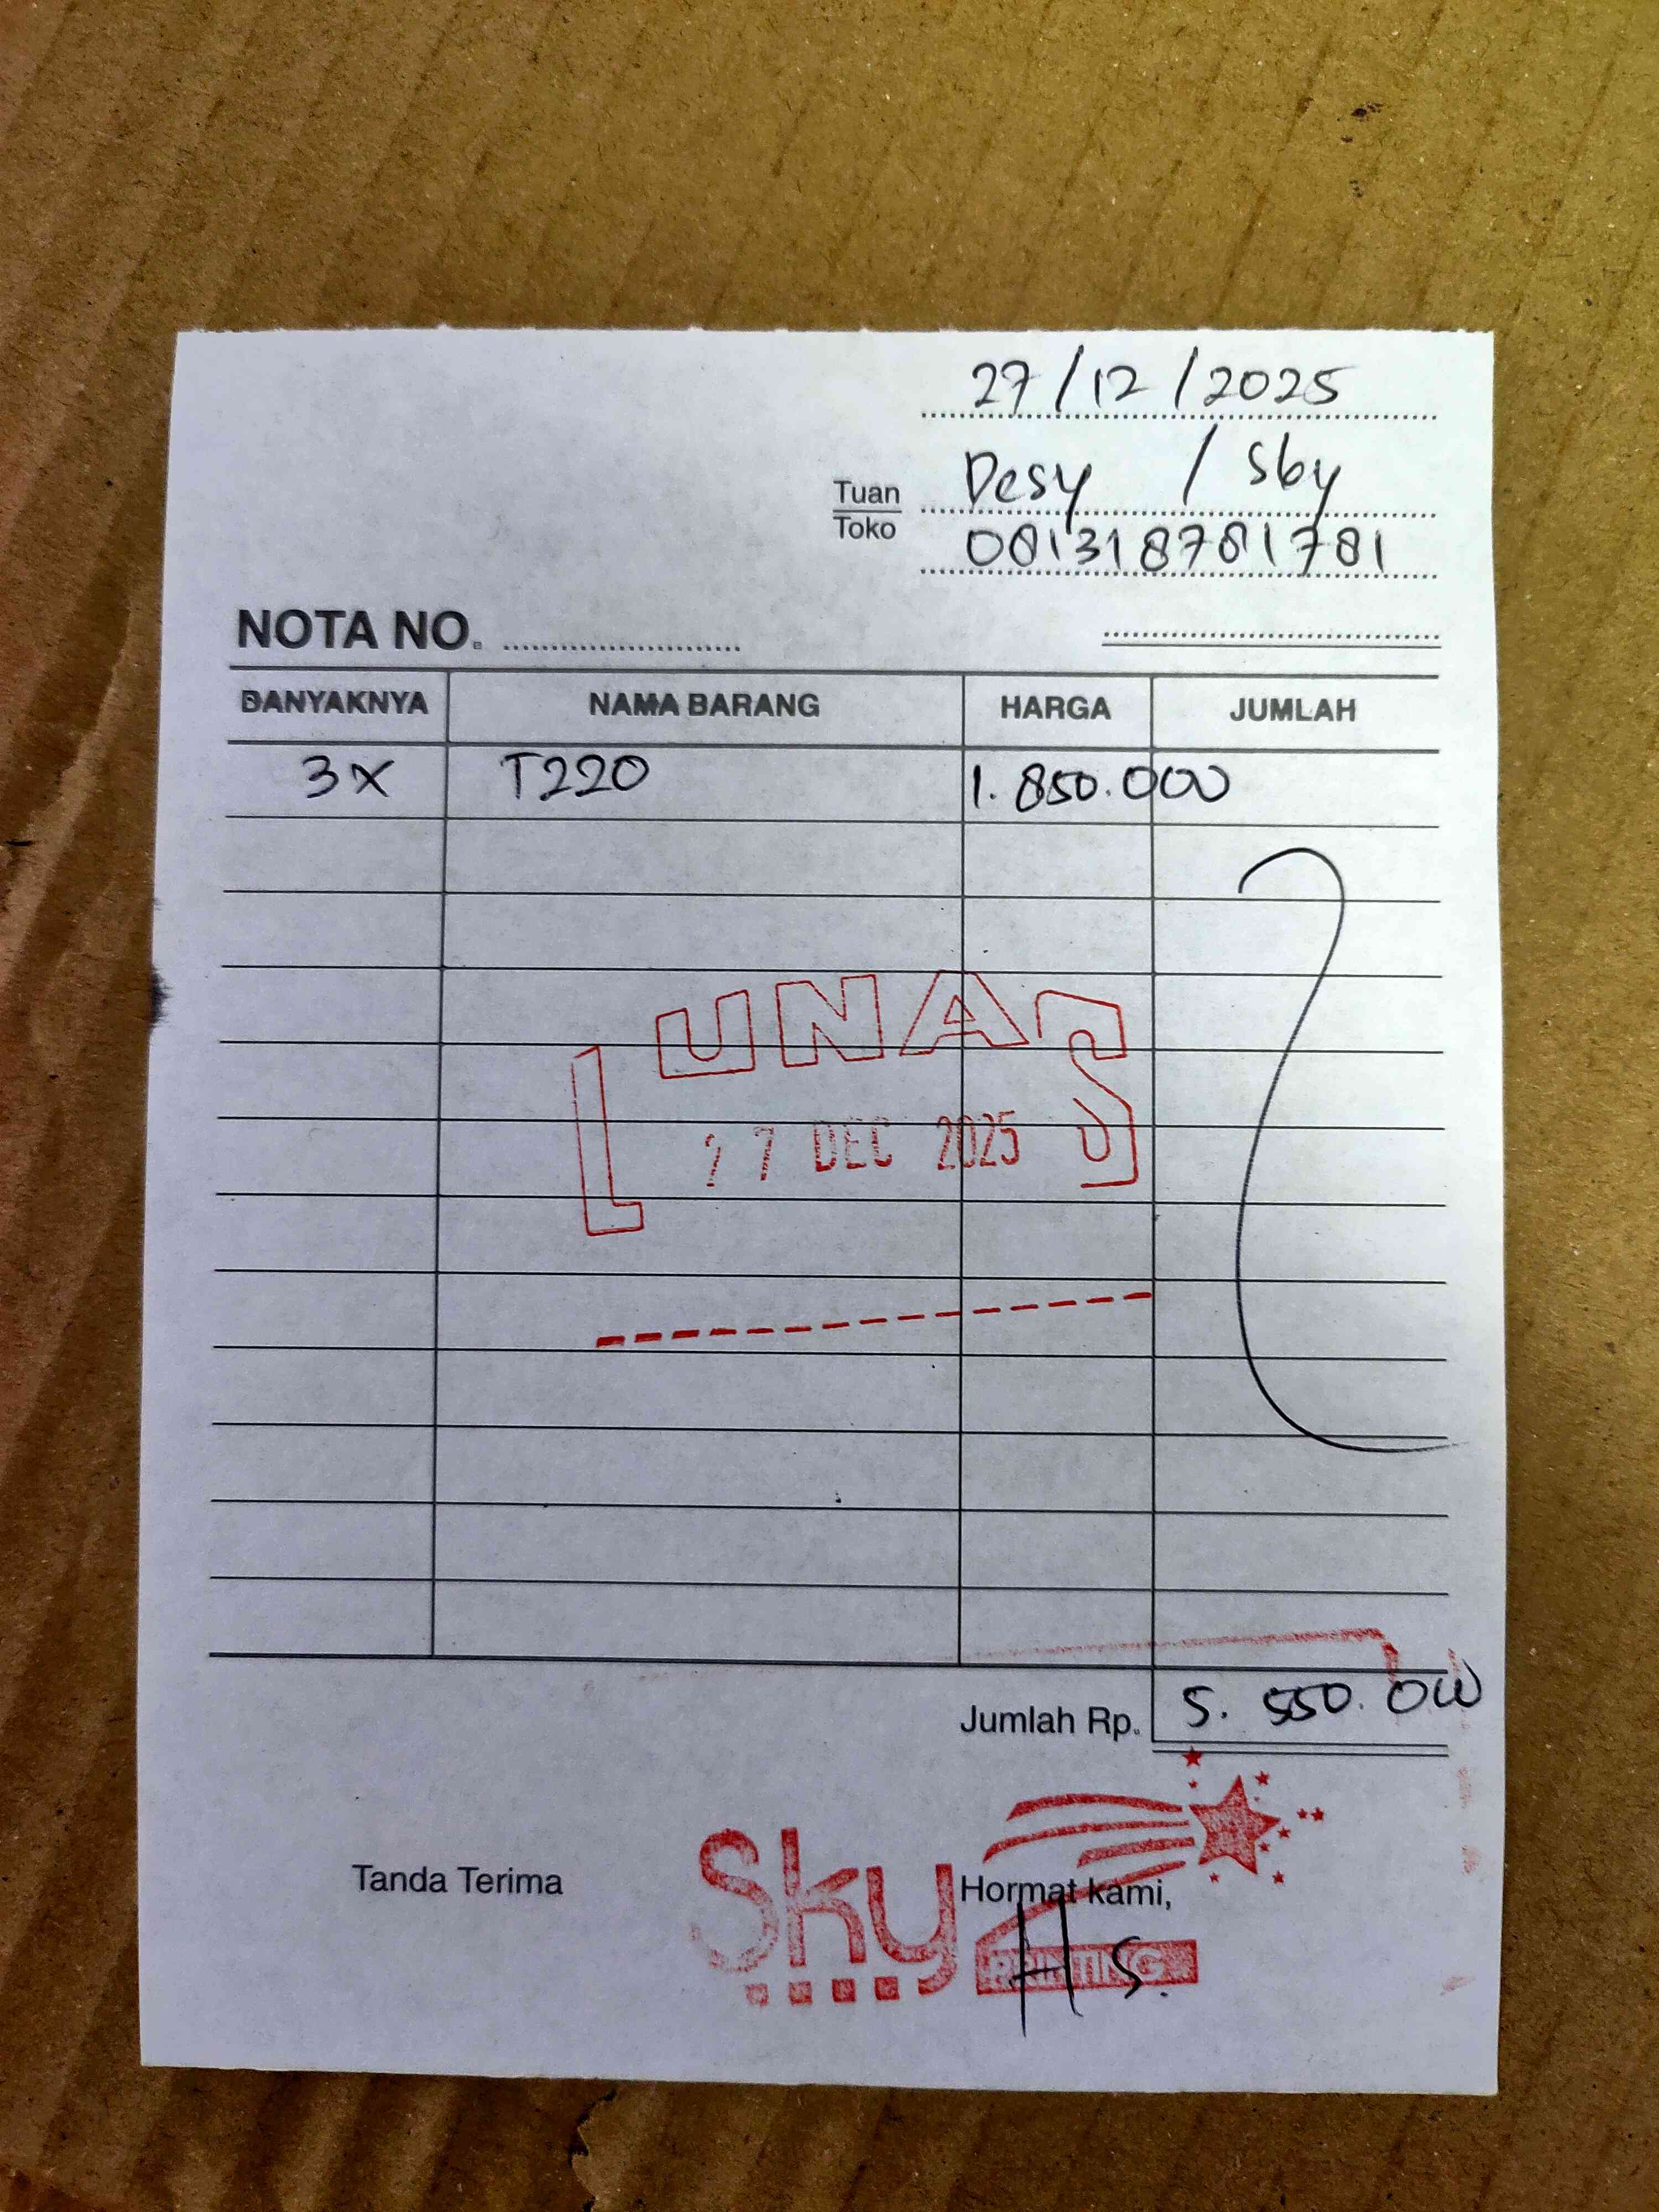 27/12/2025
Tuan Desy / Sby
Toko 081318781781
NOTA NO.
BANYAKNYA NAMA BARANG HARGA JUMLAH
3x T220 1.850.000
LUNAS
27 DEC 2025
Jumlah Rp. 5.550.000
Tanda Terima Hormat kami,
Sky PRINTING
H S.